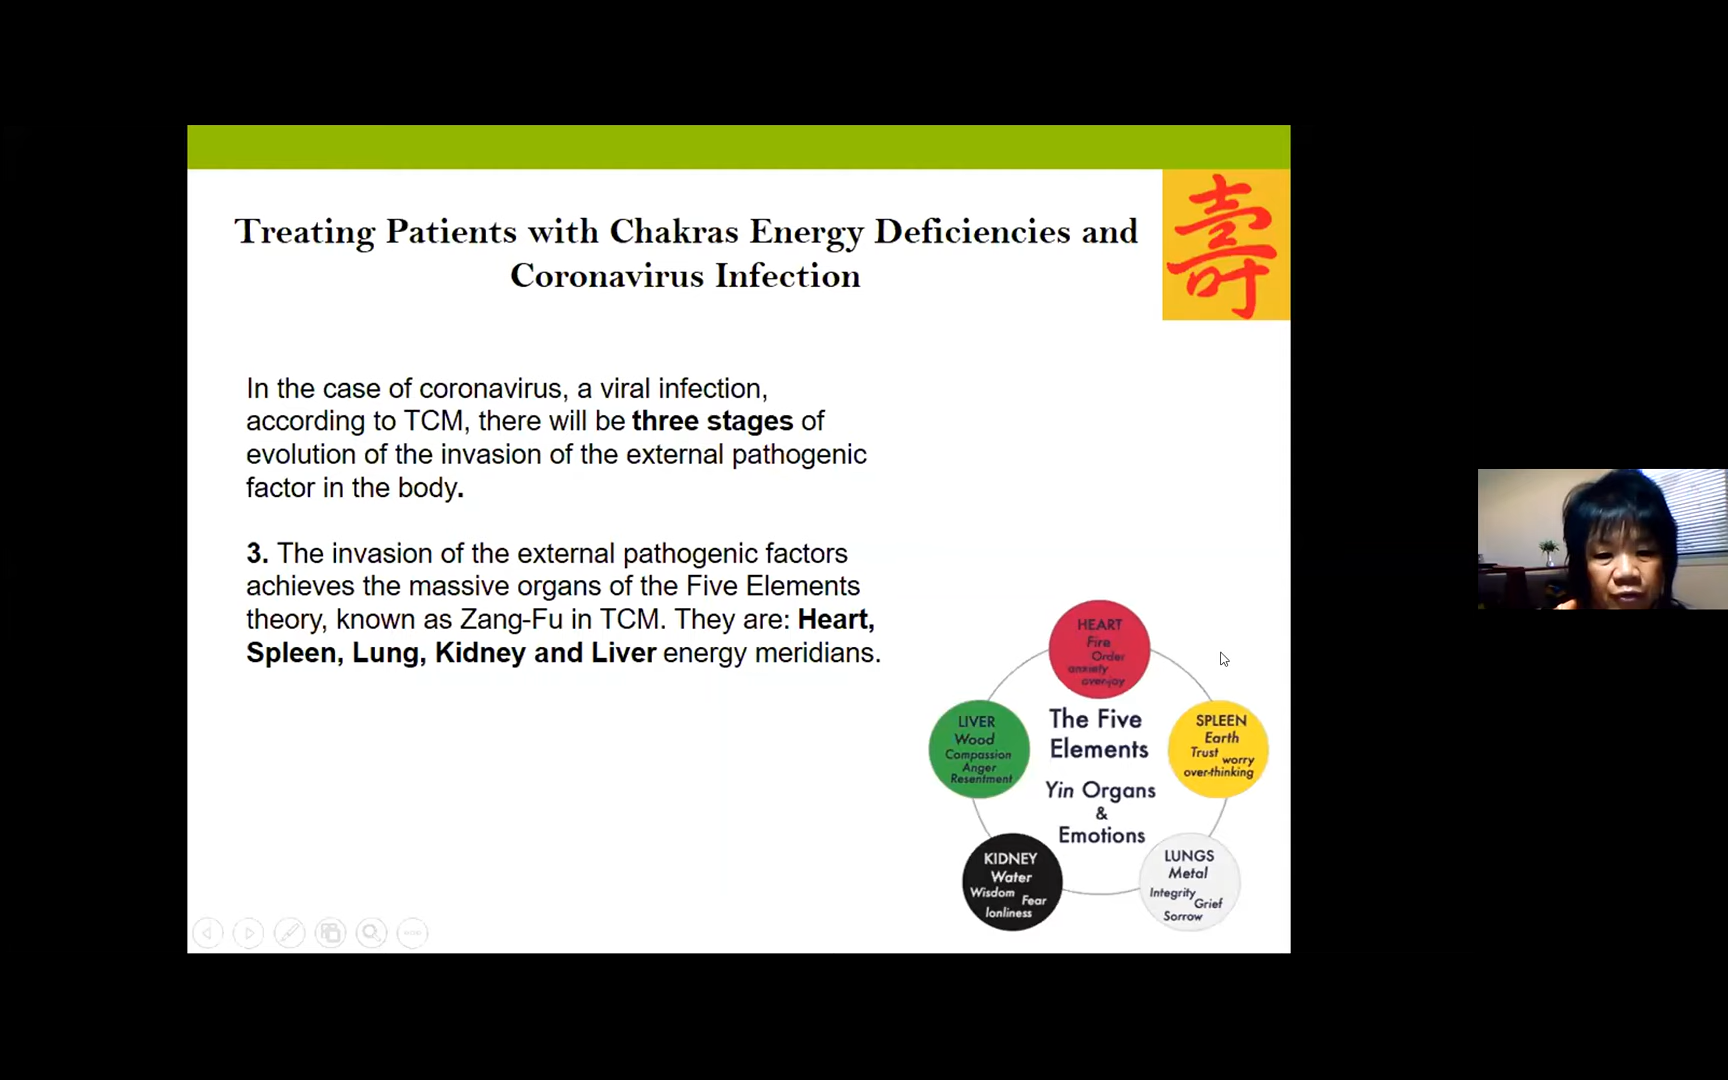 Treating Patients with Chakras Energy Deficiencies and
Coronavirus Infection
壽
In the case of coronavirus, a viral infection,
according to TCM, there will be three stages of
evolution of the invasion of the external pathogenic
factor in the body.
3. The invasion of the external pathogenic factors
achieves the massive organs of the Five Elements
theory, known as Zang-Fu in TCM. They are: Heart,
Spleen, Lung, Kidney and Liver energy meridians.
HEART
Fire
Order
anxiety
over-joy
LIVER
Wood
Compassion
Anger
Resentment
The Five
Elements
Yin Organs
&
Emotions
SPLEEN
Earth
Trust worry
over-thinking
KIDNEY
Water
Wisdom Fear
lonliness
LUNGS
Metal
Integrity
Grief
Sorrow